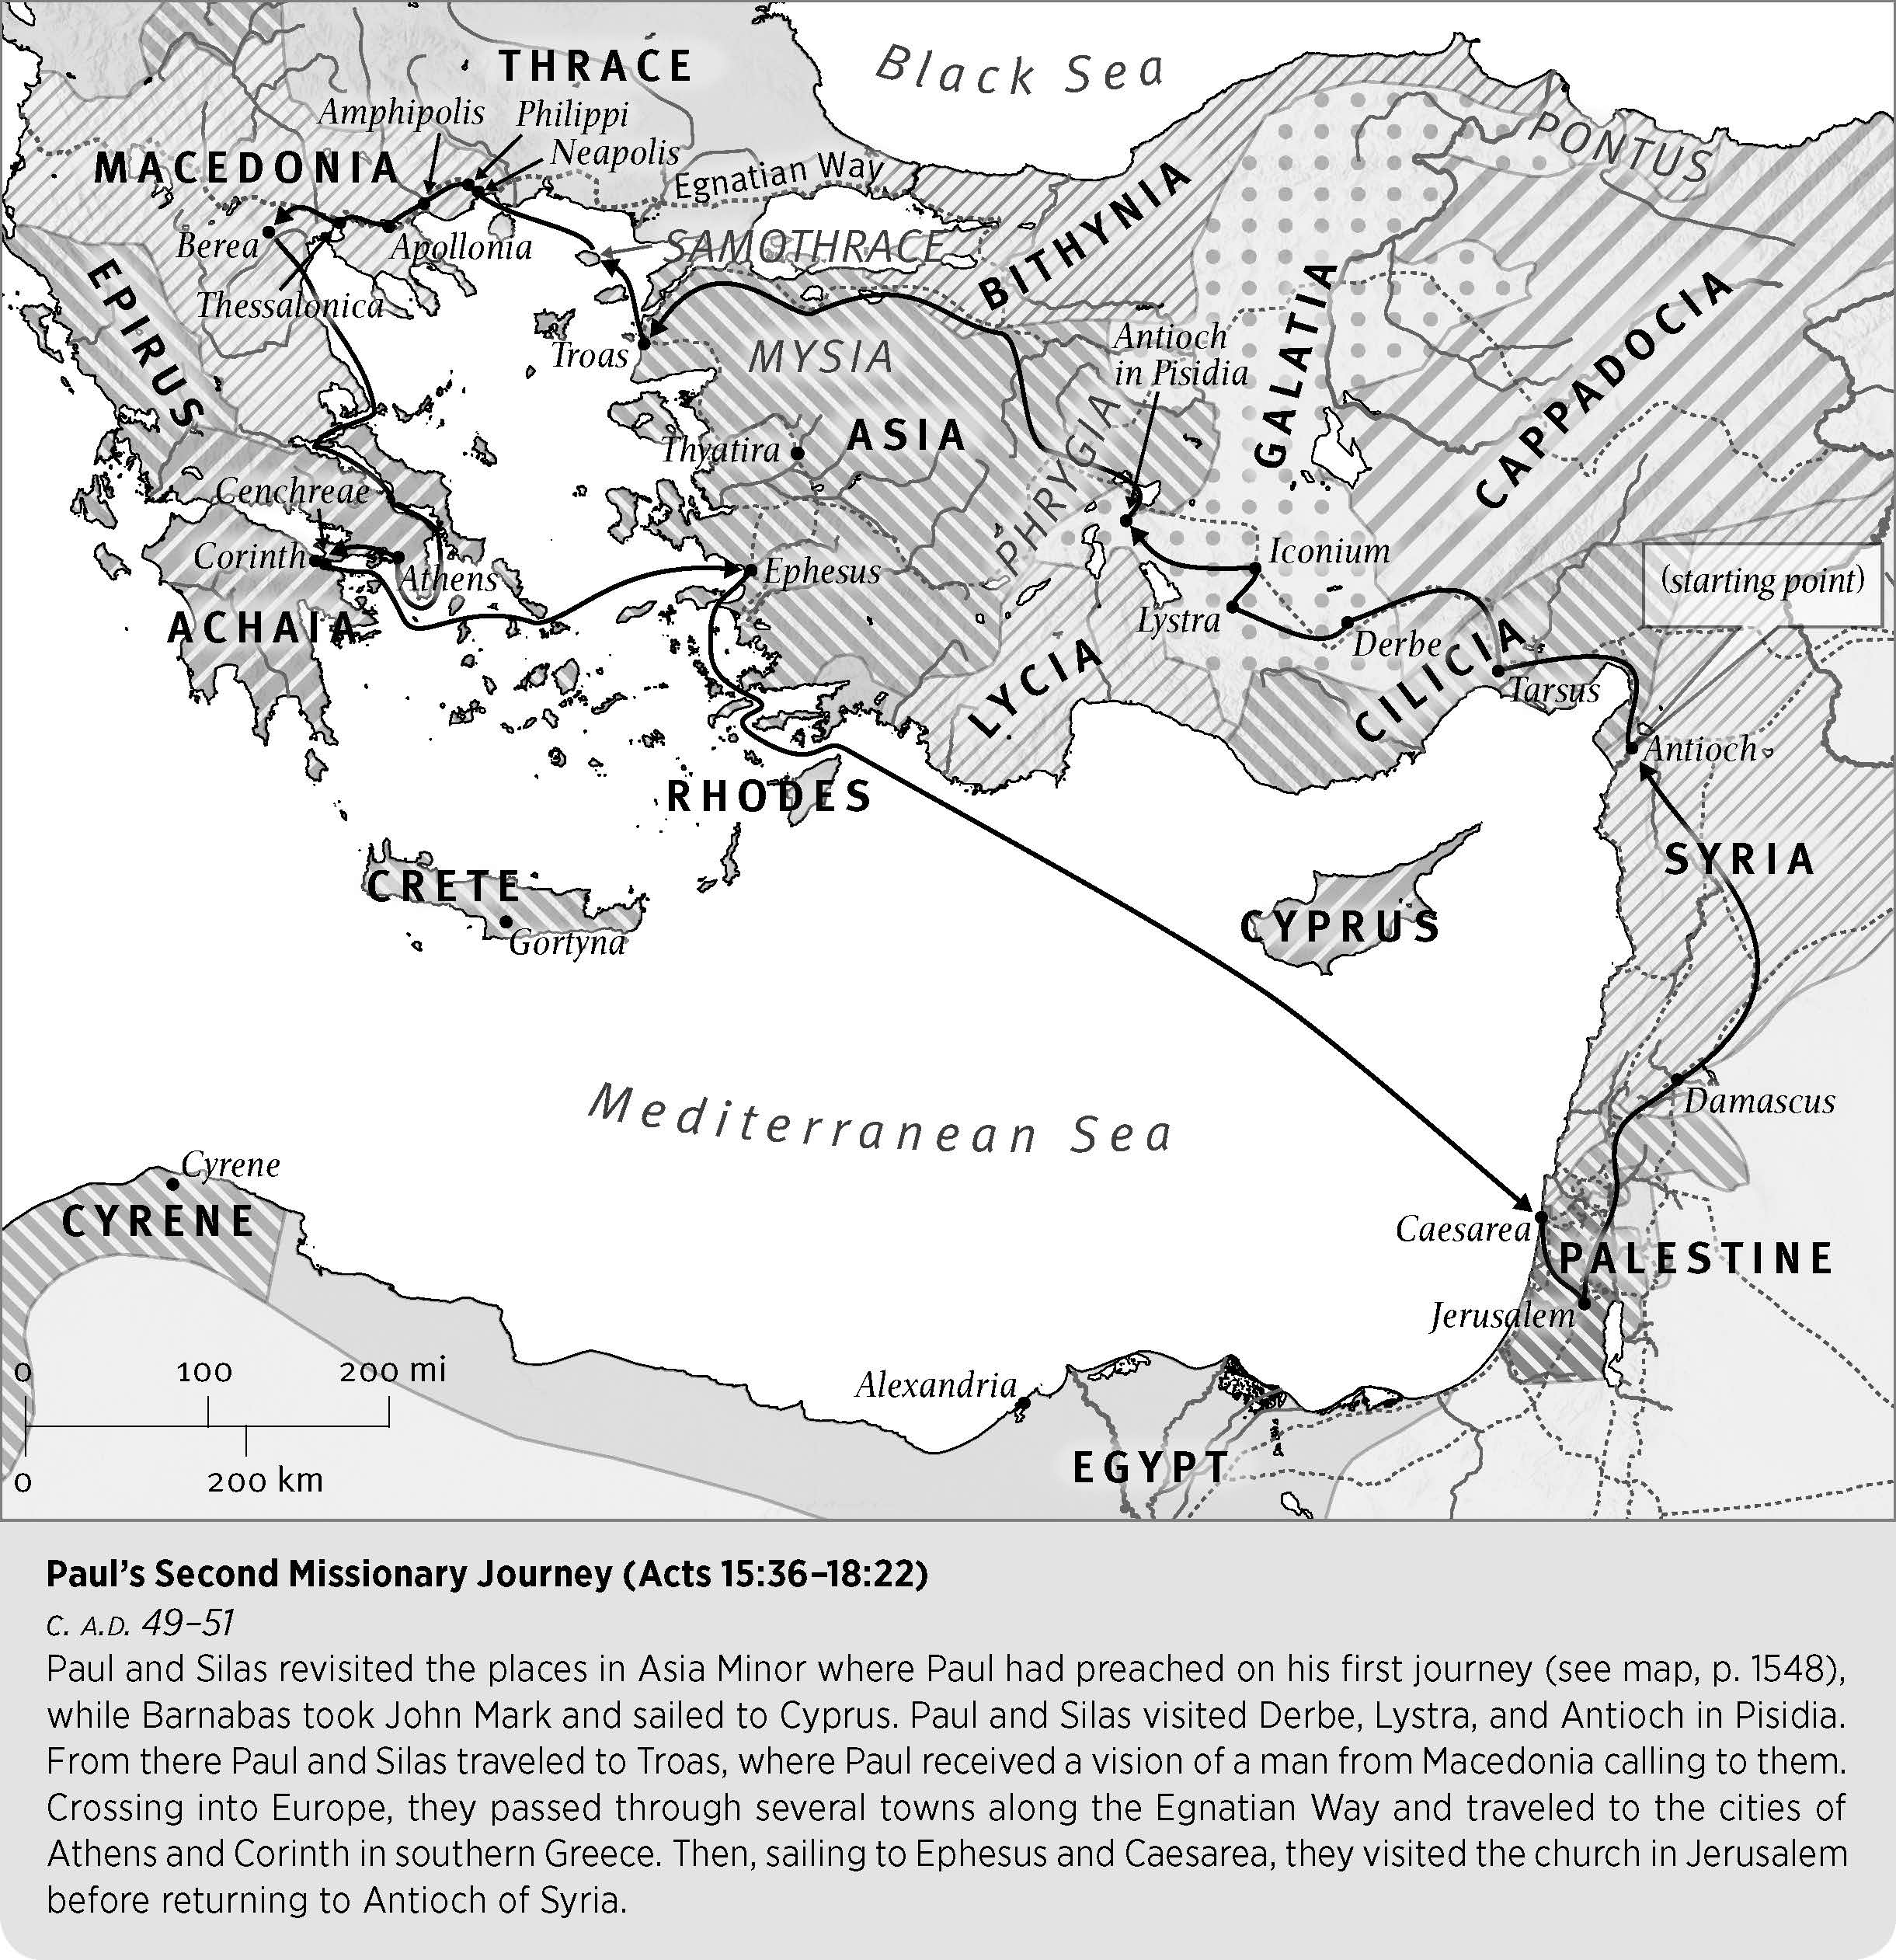 THRACE
Black Sea
Amphipolis
Philippi
Neapolis
PONTUS
MACEDONIA
Egnatian Way
BITHYNIA
Berea
Apollonia
SAMOTHRACE
Thessalonica
EPIRUS
GALATIA
CAPPADOCIA
Antioch
in Pisidia
Troas
MYSIA
ASIA
Thyatira
PHRYGIA
Cenchreae
Corinth
Athens
Ephesus
Iconium
(starting point)
ACHAIA
Lystra
Derbe
LYCIA
CILICIA
Tarsus
Antioch
RHODES
SYRIA
CRETE
Gortyna
CYPRUS
Mediterranean Sea
Damascus
Cyrene
CYRENE
Caesarea
PALESTINE
Jerusalem
0 100 200 mi
0 200 km
Alexandria
EGYPT
Paul’s Second Missionary Journey (Acts 15:36–18:22)
C. A.D. 49–51
Paul and Silas revisited the places in Asia Minor where Paul had preached on his first journey (see map, p. 1548),
while Barnabas took John Mark and sailed to Cyprus. Paul and Silas visited Derbe, Lystra, and Antioch in Pisidia.
From there Paul and Silas traveled to Troas, where Paul received a vision of a man from Macedonia calling to them.
Crossing into Europe, they passed through several towns along the Egnatian Way and traveled to the cities of
Athens and Corinth in southern Greece. Then, sailing to Ephesus and Caesarea, they visited the church in Jerusalem
before returning to Antioch of Syria.